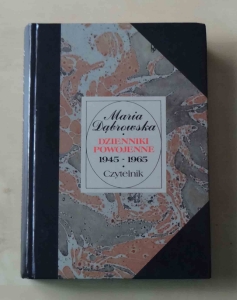 Maria
Dąbrowska
DZIENNIKI
POWOJENNE
1945 - 1965
Czytelnik